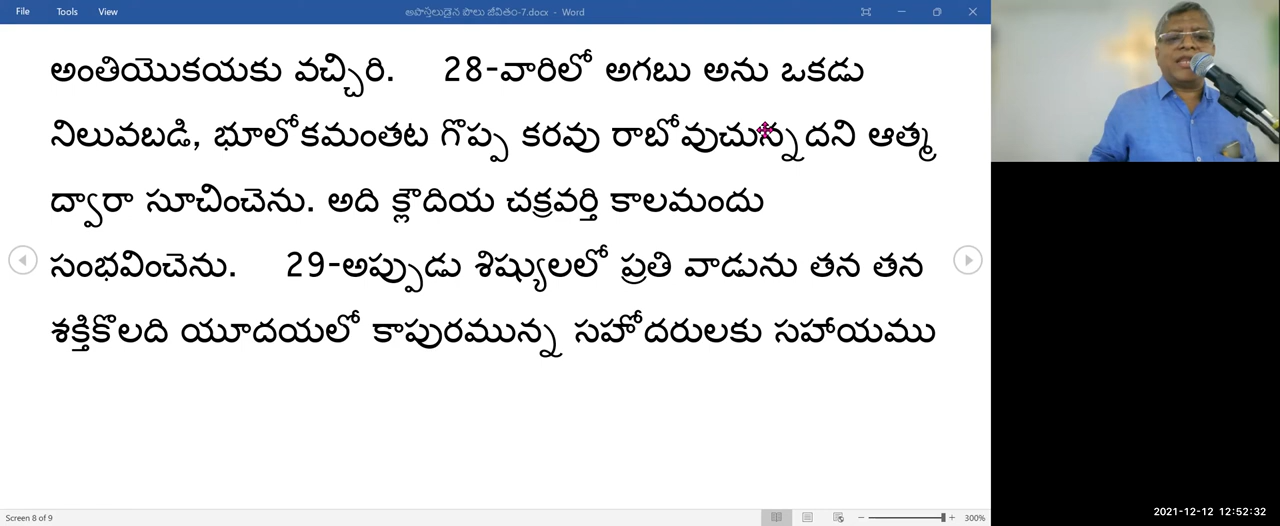 File Tools View అపొస్తలుడైన పౌలు జీవితం-7.docx - Word
అంతియొకయకు వచ్చిరి. 28-వారిలో అగబు అను ఒకడు
నిలువబడి, భూలోకమంతట గొప్ప కరవు రాబోవుచున్నదని ఆత్మ
ద్వారా సూచించెను. అది క్లౌదియ చక్రవర్తి కాలమందు
సంభవించెను. 29-అప్పుడు శిష్యులలో ప్రతి వాడును తన తన
శక్తికొలది యూదయలో కాపురమున్న సహోదరులకు సహాయము
Screen 8 of 9 300%
2021-12-12 12:52:32